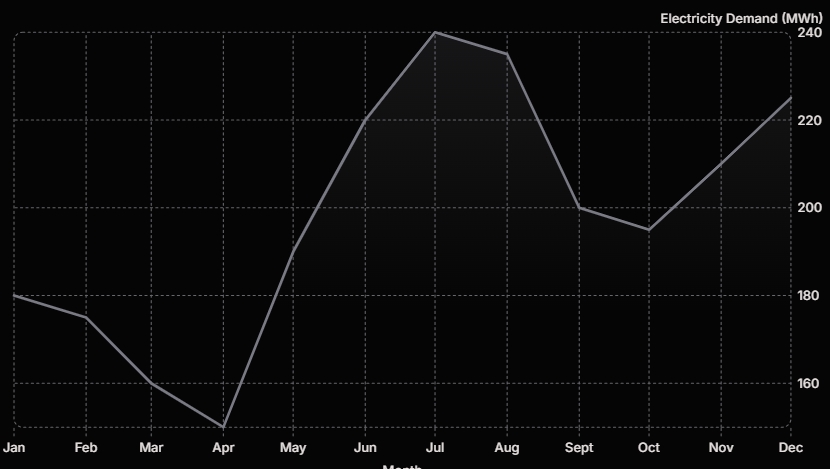 Electricity Demand (MWh)
240
220
200
180
160
Jan Feb Mar Apr May Jun Jul Aug Sept Oct Nov Dec
Month